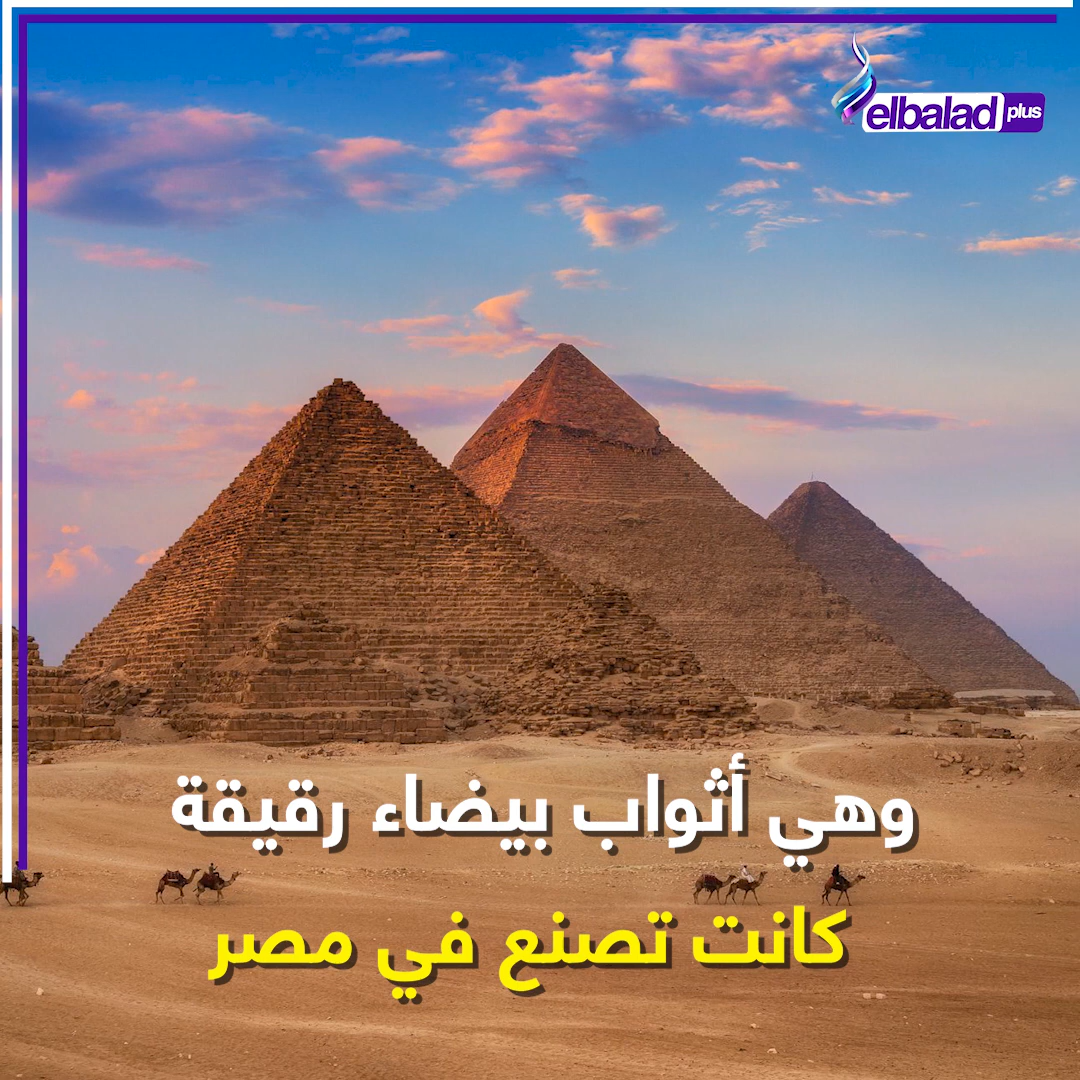 elbalad plus
وهي أثواب بيضاء رقيقة
كانت تصنع في مصر